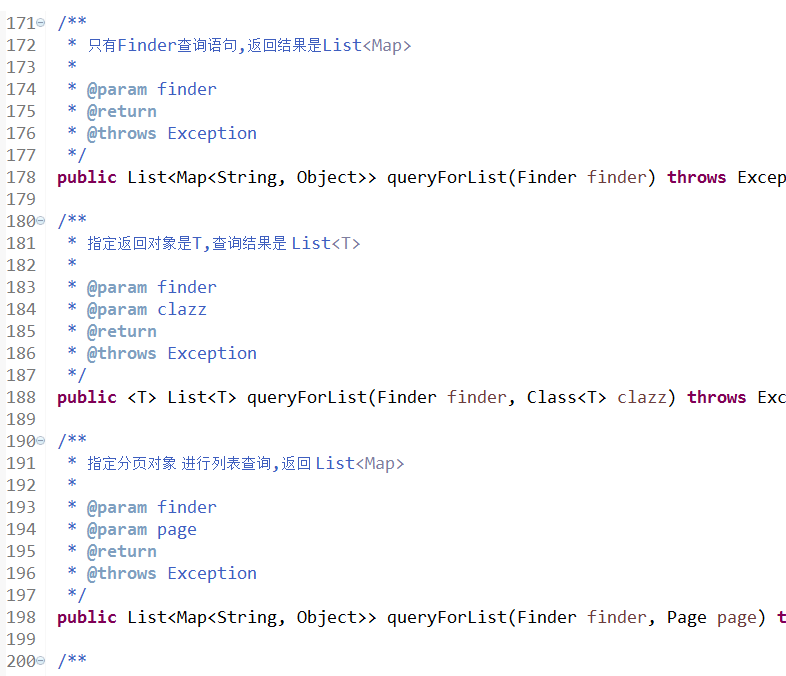 171 /**
172 * 只有Finder查询语句,返回结果是List<Map>
173 *
174 * @param finder
175 * @return
176 * @throws Exception
177 */
178 public List<Map<String, Object>> queryForList(Finder finder) throws Excep
179
180 /**
181 * 指定返回对象是T,查询结果是 List<T>
182 *
183 * @param finder
184 * @param clazz
185 * @return
186 * @throws Exception
187 */
188 public <T> List<T> queryForList(Finder finder, Class<T> clazz) throws Exc
189
190 /**
191 * 指定分页对象 进行列表查询,返回 List<Map>
192 *
193 * @param finder
194 * @param page
195 * @return
196 * @throws Exception
197 */
198 public List<Map<String, Object>> queryForList(Finder finder, Page page) t
199
200 /**